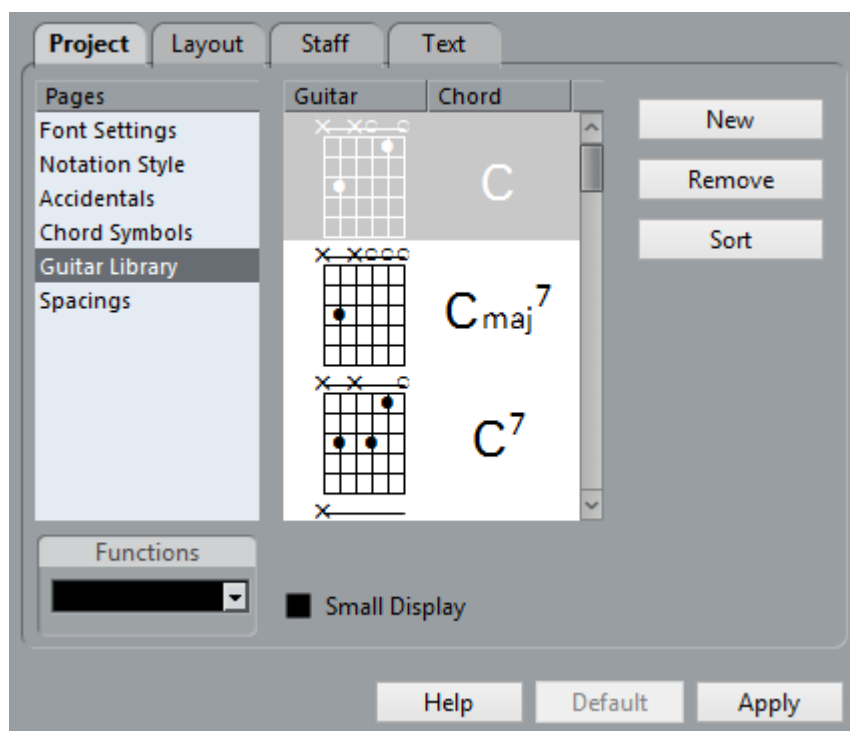 Project Layout Staff Text
Pages
Font Settings
Notation Style
Accidentals
Chord Symbols
Guitar Library
Spacings
Guitar Chord
C
Cmaj7
C7
New
Remove
Sort
Functions
Small Display
Help Default Apply